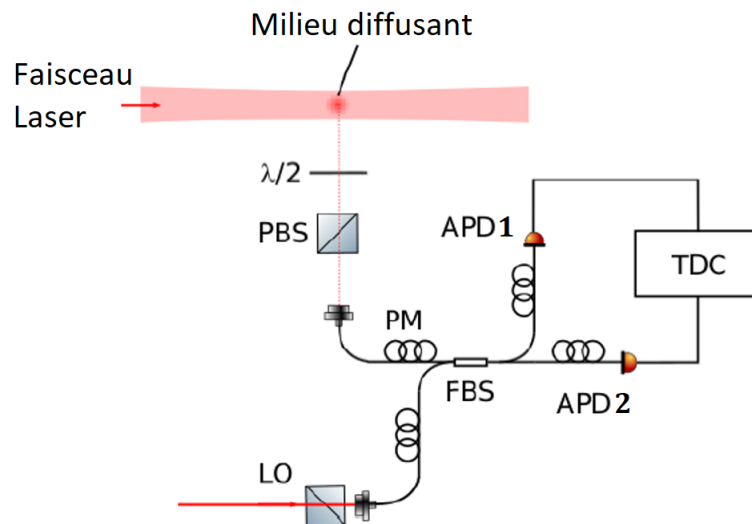 Milieu diffusant
Faisceau
Laser
λ/2
PBS
APD1
TDC
PM
FBS
APD2
LO